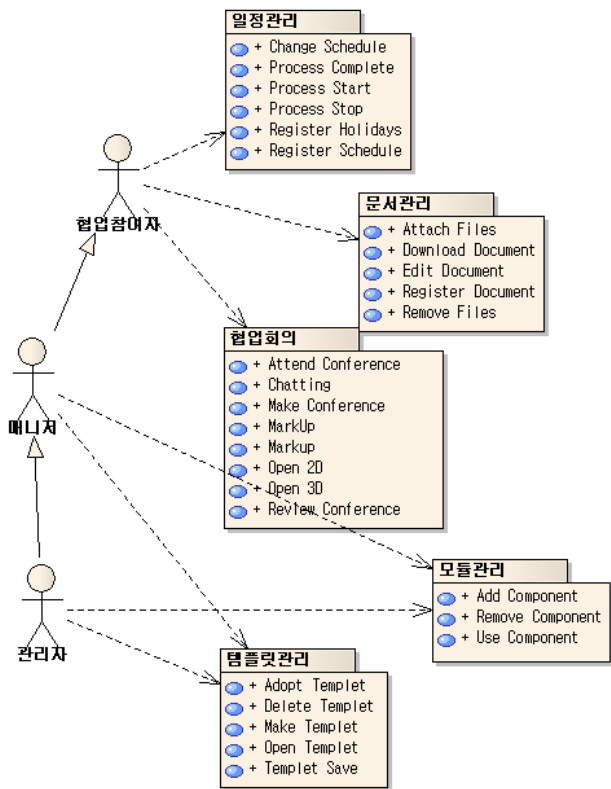 일정관리
+ Change Schedule
+ Process Complete
+ Process Start
+ Process Stop
+ Register Holidays
+ Register Schedule
협업참여자
문서관리
+ Attach Files
+ Download Document
+ Edit Document
+ Register Document
+ Remove Files
협업회의
+ Attend Conference
+ Chatting
+ Make Conference
+ MarkUp
+ Markup
+ Open 2D
+ Open 3D
+ Review Conference
매니저
모듈관리
+ Add Component
+ Remove Component
+ Use Component
관리자
템플릿관리
+ Adopt Templet
+ Delete Templet
+ Make Templet
+ Open Templet
+ Templet Save